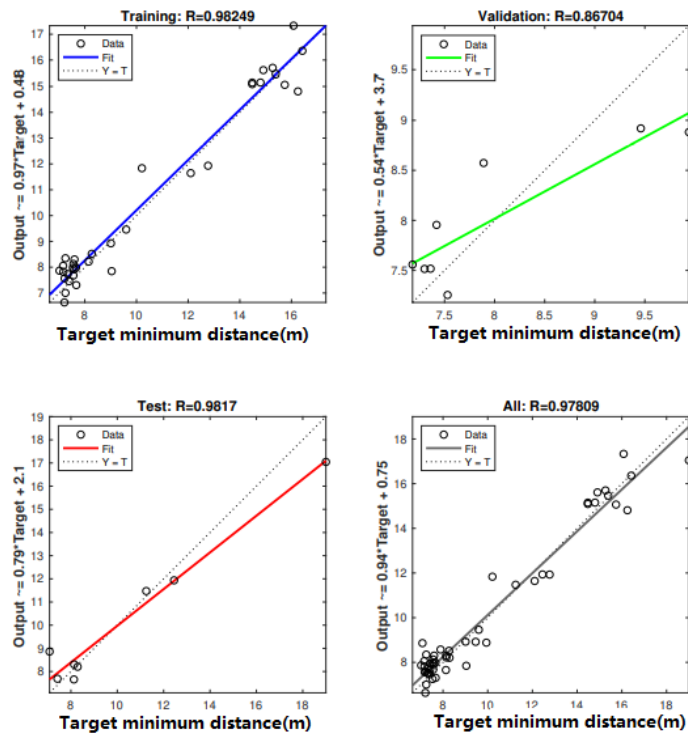 Training: R=0.98249
Output ~= 0.97*Target + 0.48
17
16
15
14
13
12
11
10
9
8
7
Data
Fit
Y = T
8
10
12
14
16
Target minimum distance(m)
Validation: R=0.86704
Output ~= 0.54*Target + 3.7
9.5
9
8.5
8
7.5
Data
Fit
Y = T
7.5
8
8.5
9
9.5
Target minimum distance(m)
Test: R=0.9817
Output ~= 0.79*Target + 2.1
19
18
17
16
15
14
13
12
11
10
9
8
Data
Fit
Y = T
8
10
12
14
16
18
Target minimum distance(m)
All: R=0.97809
Output ~= 0.94*Target + 0.75
18
16
14
12
10
8
Data
Fit
Y = T
8
10
12
14
16
18
Target minimum distance(m)